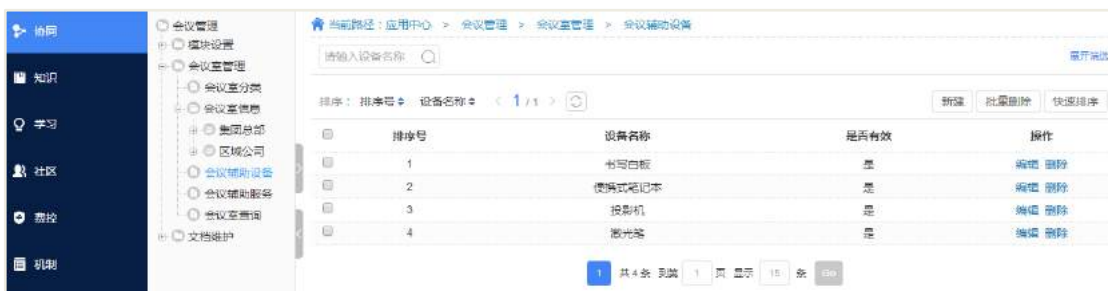 协同
知识
学习
社区
费控
机制
会议管理
模块设置
会议室管理
会议室分类
会议室信息
集团总部
区域公司
会议辅助设备
会议辅助服务
会议室查询
文档维护
当前路径：应用中心 > 会议管理 > 会议室管理 > 会议辅助设备
请输入设备名称
展开筛选
排序： 排序号 设备名称 < 1 / 1 > 新建 批量删除 快速排序
排序号 设备名称 是否有效 操作
1 书写白板 是 编辑 删除
2 便携式笔记本 是 编辑 删除
3 投影机 是 编辑 删除
4 激光笔 是 编辑 删除
1 共 4 条 到第 1 页 显示 15 条 Go